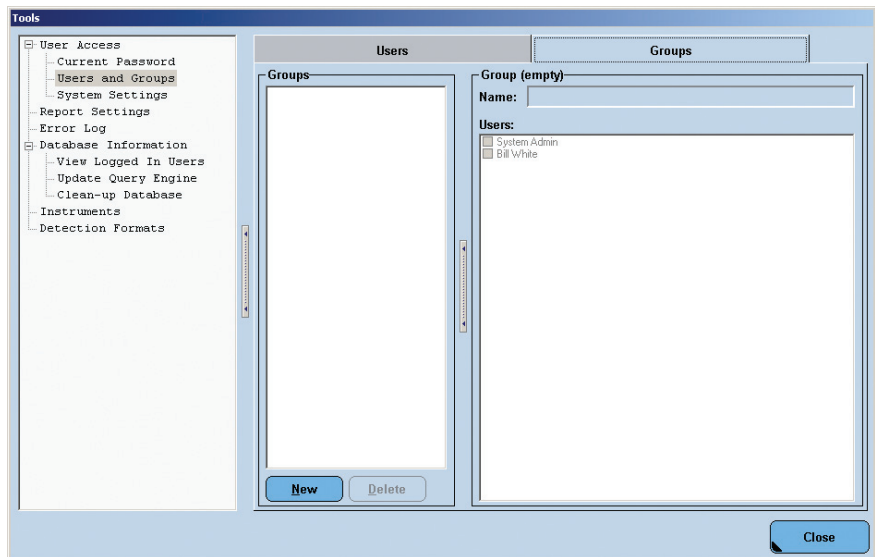 Tools
User Access
Current Password
Users and Groups
System Settings
Report Settings
Error Log
Database Information
View Logged In Users
Update Query Engine
Clean-up Database
Instruments
Detection Formats
Users
Groups
Groups
New
Delete
Group (empty)
Name:
Users:
System Admin
Bill White
Close